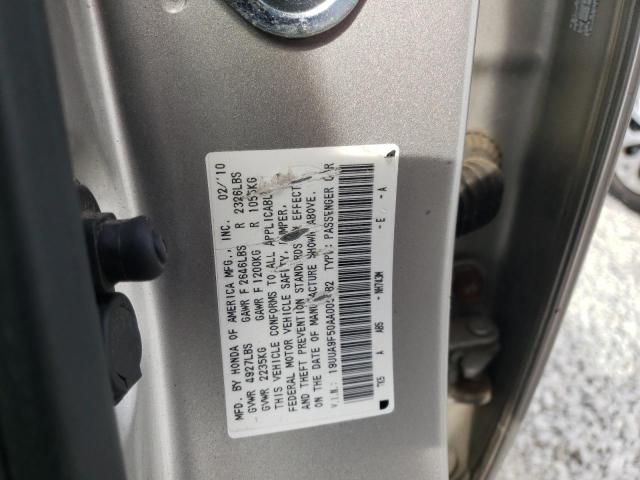 MFD. BY HONDA OF AMERICA MFG., INC. 02/'10
GVWR 4927LBS GAWR F 2646LBS R 2326LBS
GVWR 2235KG GAWR F 1200KG R 1055KG
THIS VEHICLE CONFORMS TO ALL APPLICABLE
FEDERAL MOTOR VEHICLE SAFETY, BUMPER,
AND THEFT PREVENTION STANDARDS IN EFFECT
ON THE DATE OF MANUFACTURE SHOWN ABOVE.
V.I.N.: TYPE: PASSENGER CAR
A ABS - NH743M - E - A